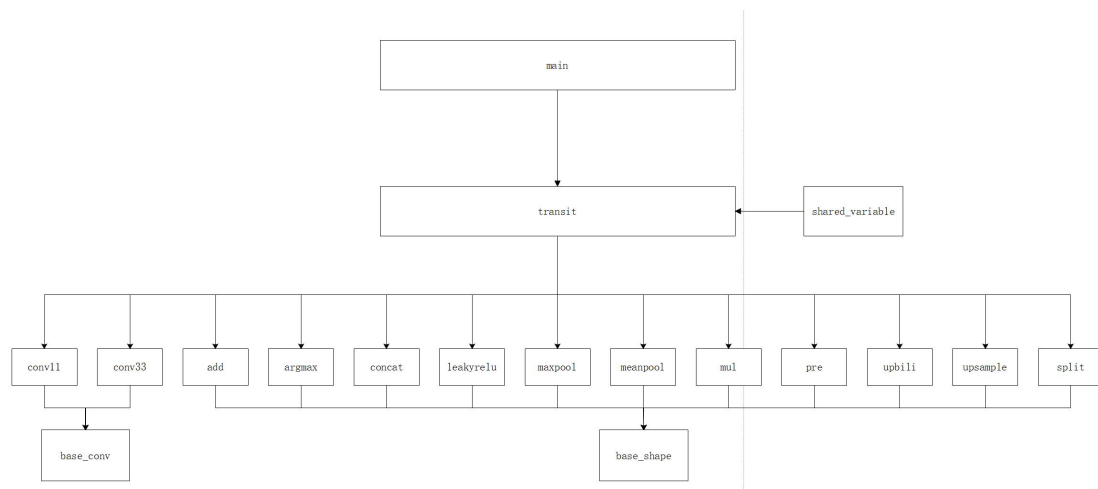 main
transit
shared_variable
conv11
conv33
add
argmax
concat
leakyrelu
maxpool
meanpool
mul
pre
upbili
upsample
split
base_conv
base_shape